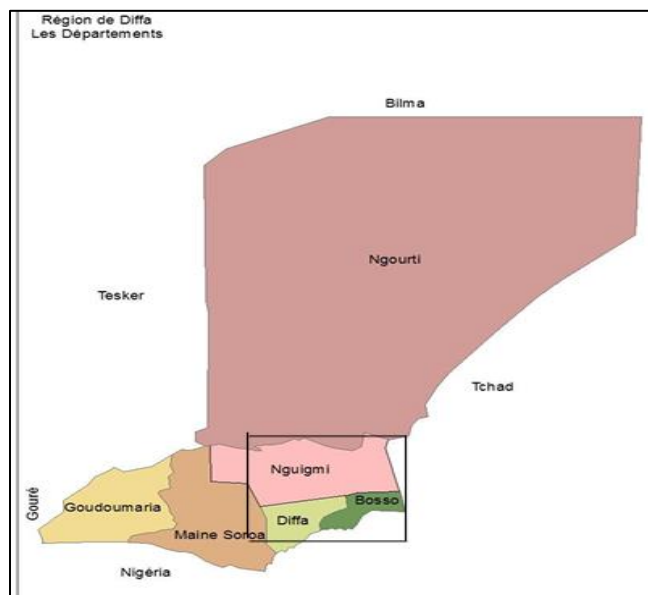 Région de Diffa
Les Départements
Bilma
Ngourti
Tesker
Tchad
Nguigmi
Gouré
Goudoumaria
Bosso
Diffa
Maine Soroa
Nigéria